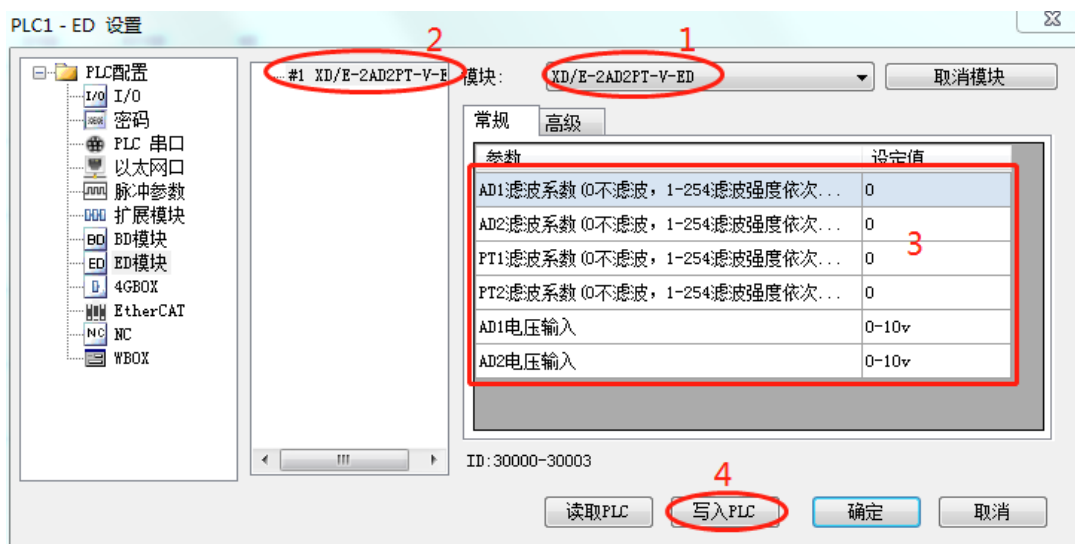 PLC1 - ED 设置
2
1
PLC配置
I/O
密码
PLC 串口
以太网口
脉冲参数
扩展模块
BD模块
ED模块
4GBOX
EtherCAT
NC
WBOX
#1 XD/E-2AD2PT-V-E
模块:
XD/E-2AD2PT-V-ED
取消模块
常规
高级
参数 设定值
AD1滤波系数(0不滤波，1-254滤波强度依次... 0
AD2滤波系数(0不滤波，1-254滤波强度依次... 0
PT1滤波系数(0不滤波，1-254滤波强度依次... 0
PT2滤波系数(0不滤波，1-254滤波强度依次... 0
AD1电压输入 0-10v
AD2电压输入 0-10v
3
ID:30000-30003
4
读取PLC
写入PLC
确定
取消